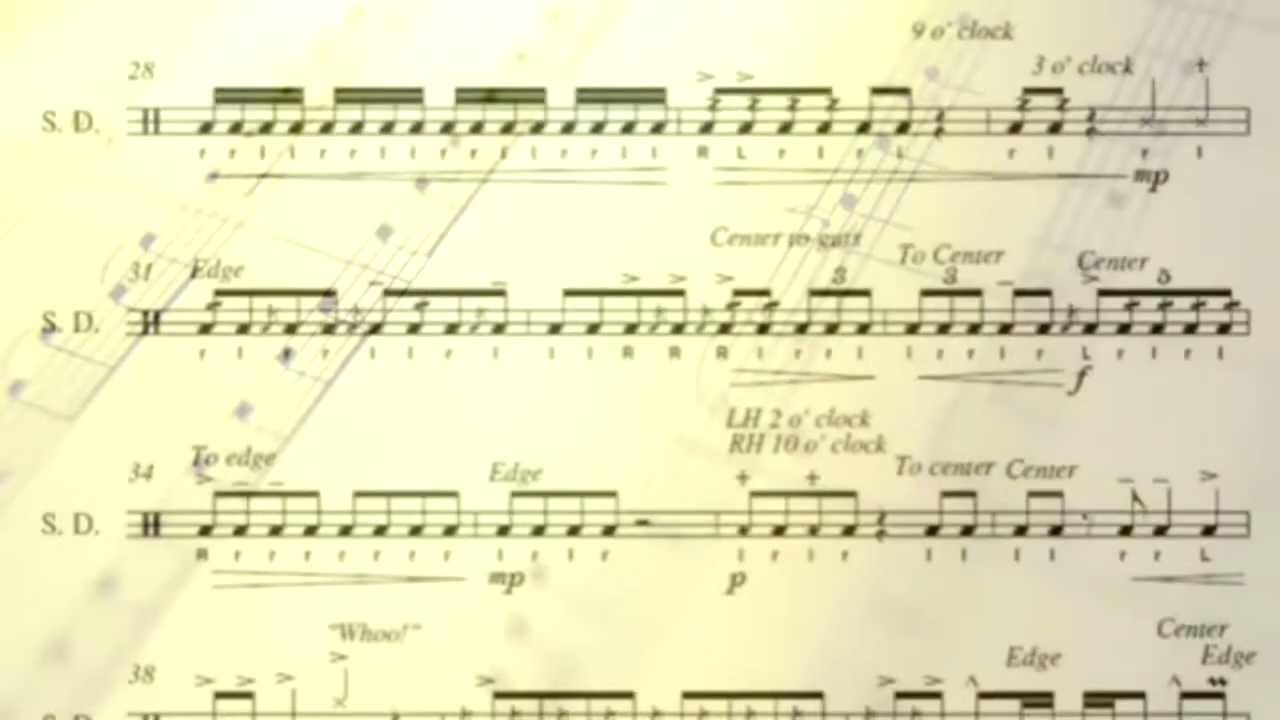 9 o' clock
28
3 o' clock
S. D.
r r l l r r l l r r l l r r l l R L r l r l r l r l
mp
Center to guts
31 Edge To Center Center
3 3 5
S. D.
r l r r l l r l l l R R R l r r l l r r l r L r l r l
f
LH 2 o' clock
RH 10 o' clock
34 To edge Edge To center Center
S. D.
R r r r r r r r l r l r l r l r l l l l r r L
mp p
"Whoo!" Center
38 Edge Edge
S. D.